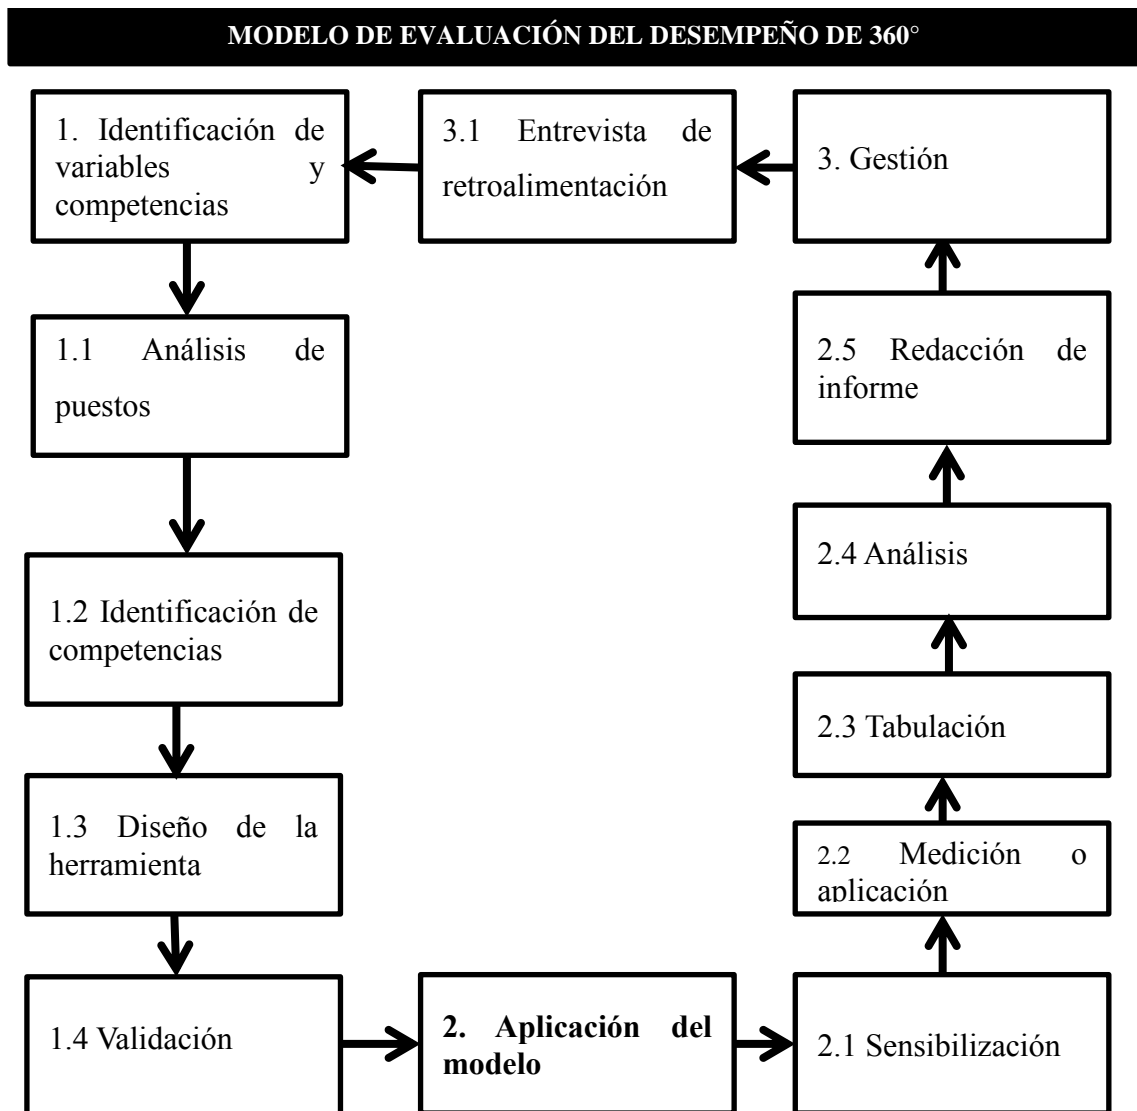 MODELO DE EVALUACIÓN DEL DESEMPEÑO DE 360°
1. Identificación de
variables y
competencias
3.1 Entrevista de
retroalimentación
3. Gestión
1.1 Análisis de
puestos
2.5 Redacción de
informe
2.4 Análisis
1.2 Identificación de
competencias
2.3 Tabulación
1.3 Diseño de la
herramienta
2.2 Medición o
aplicación
1.4 Validación
2. Aplicación del
modelo
2.1 Sensibilización